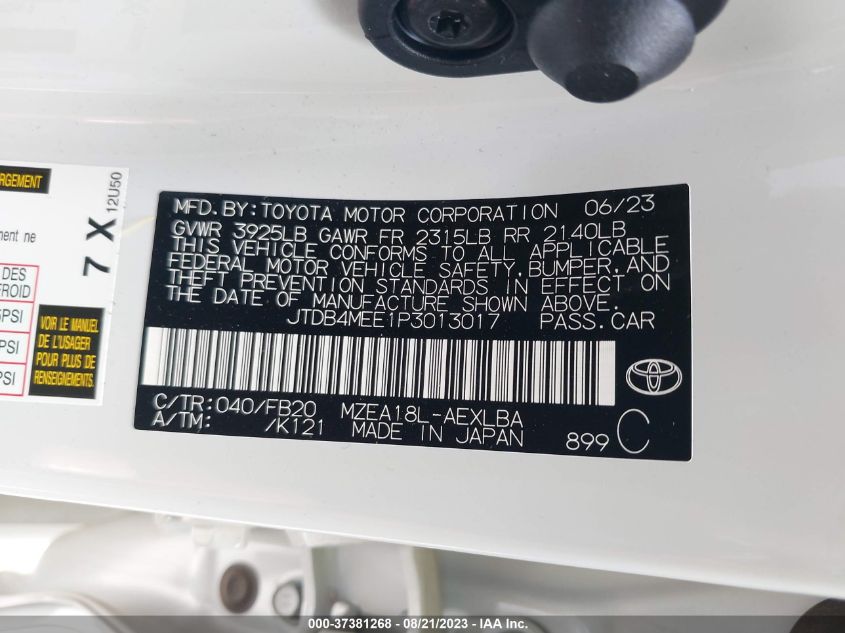 MFD.BY:TOYOTA MOTOR CORPORATION 06/23
GVWR 3925LB GAWR FR 2315LB RR 2140LB
THIS VEHICLE CONFORMS TO ALL APPLICABLE
FEDERAL MOTOR VEHICLE SAFETY,BUMPER,AND
THEFT PREVENTION STANDARDS IN EFFECT ON
THE DATE OF MANUFACTURE SHOWN ABOVE.
JTDB4MEE1P3013017 PASS.CAR
C/TR:040/FB20 MZEA18L-AEXLBA
A/TM: /K121 MADE IN JAPAN 899 C
RGEMENT
ment ne
7 X 12U50
DES
FROID
PSI
PSI
PSI
VOIR LE MANUEL
DE L'USAGER
POUR PLUS DE
RENSEIGNEMENTS.
000-37381268 - 08/21/2023 - IAAI.COM